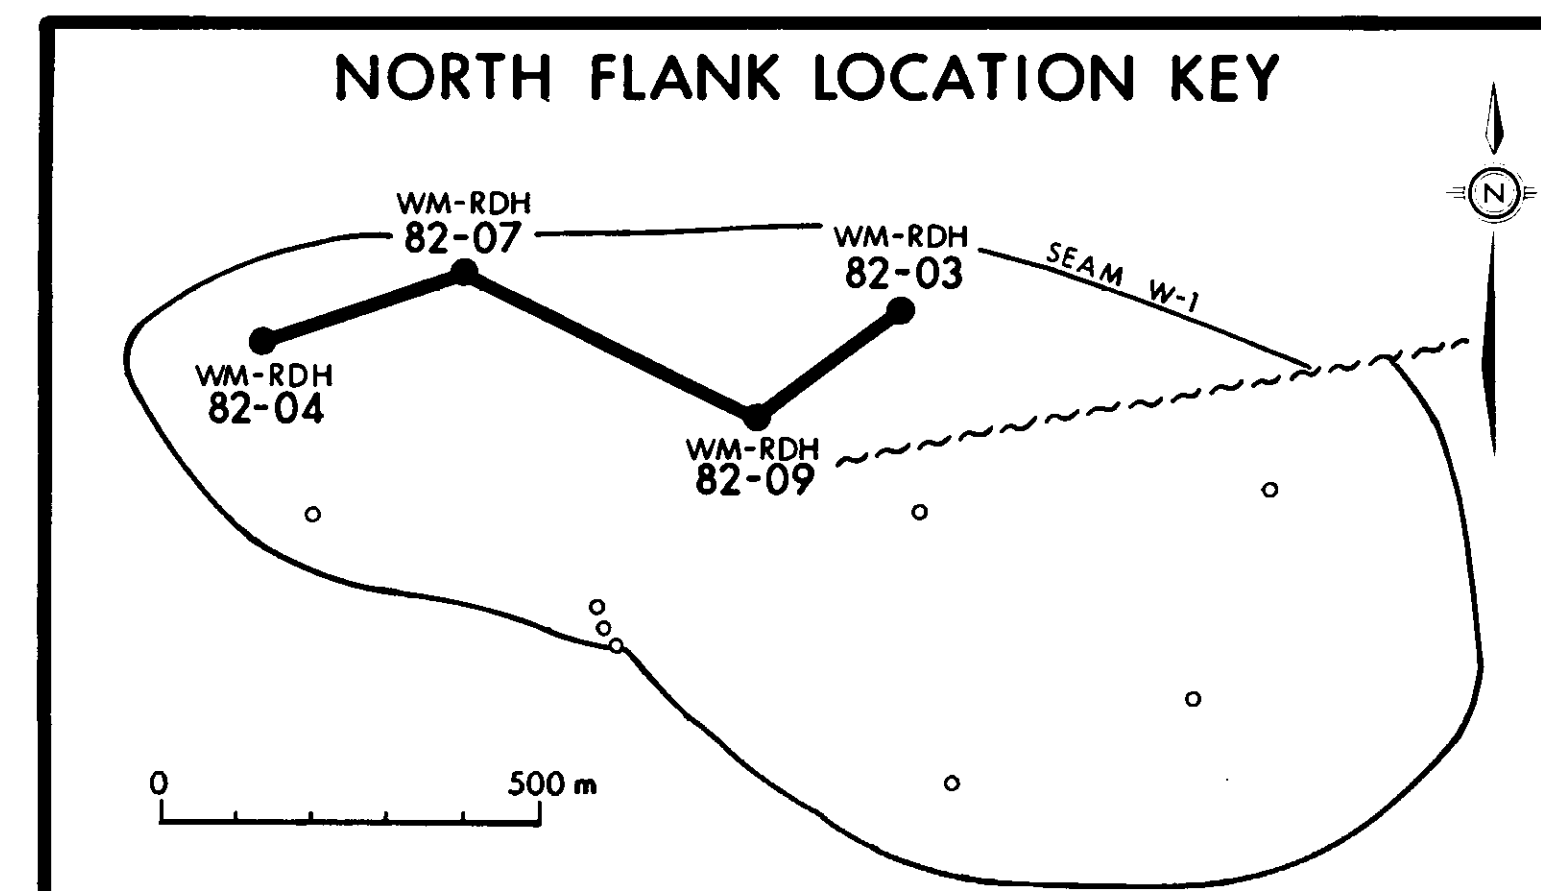 NORTH FLANK LOCATION KEY
N
WM-RDH
82-07
WM-RDH
82-03
SEAM W-1
WM-RDH
82-04
WM-RDH
82-09
0 500 m